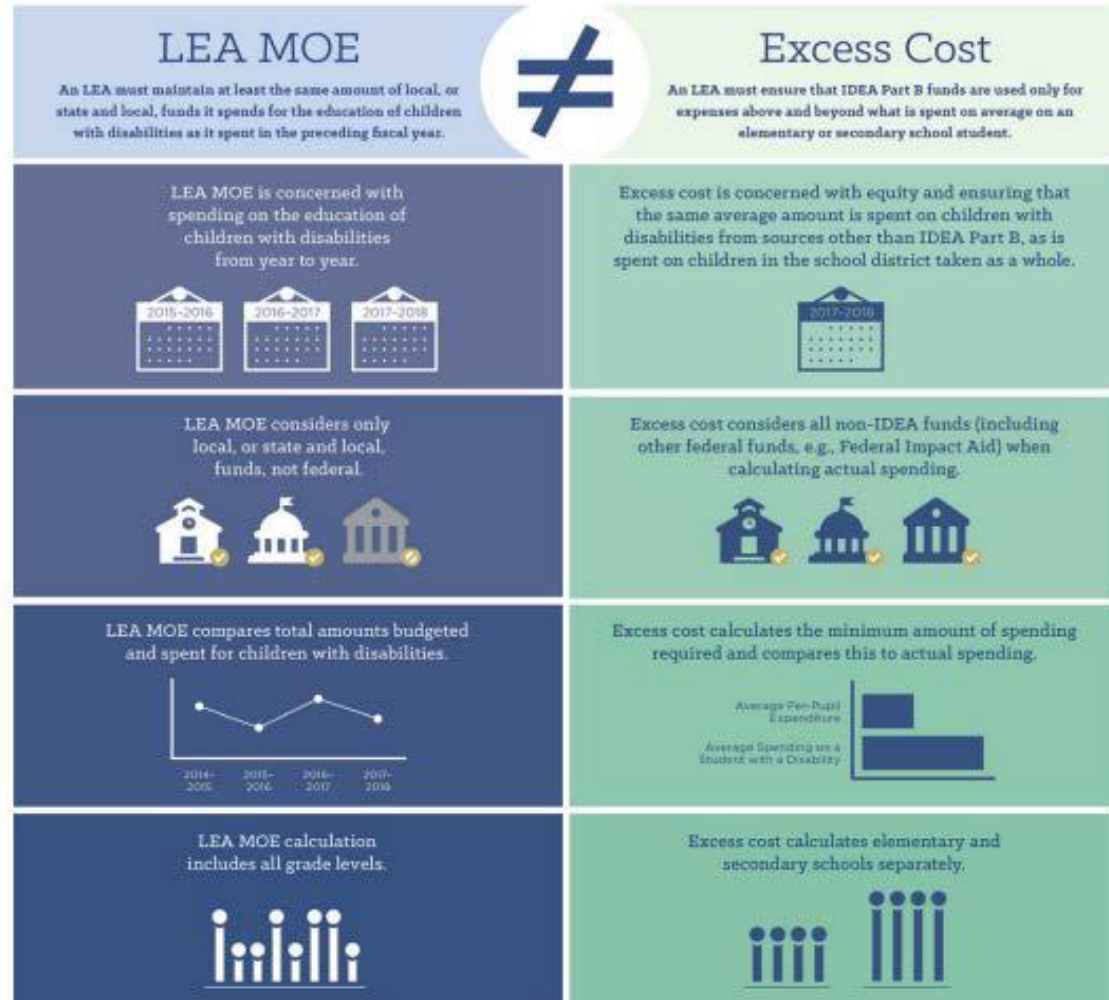 LEA MOE
An LEA must maintain at least the same amount of local, or
state and local, funds it spends for the education of children
with disabilities as it spent in the preceding fiscal year.
≠
Excess Cost
An LEA must ensure that IDEA Part B funds are used only for
expenses above and beyond what is spent on average on an
elementary or secondary school student.
LEA MOE is concerned with
spending on the education of
children with disabilities
from year to year.
2015-2016
2016-2017
2017-2018
Excess cost is concerned with equity and ensuring that
the same average amount is spent on children with
disabilities from sources other than IDEA Part B, as is
spent on children in the school district taken as a whole.
2017-2018
LEA MOE considers only
local, or state and local,
funds, not federal.
Excess cost considers all non-IDEA funds (including
other federal funds, e.g., Federal Impact Aid) when
calculating actual spending.
LEA MOE compares total amounts budgeted
and spent for children with disabilities.
2014-
2015
2015-
2016
2016-
2017
2017-
2018
Excess cost calculates the minimum amount of spending
required and compares this to actual spending.
Average Per-Pupil
Expenditure
Average Spending on a
Student with a Disability
LEA MOE calculation
includes all grade levels.
Excess cost calculates elementary and
secondary schools separately.